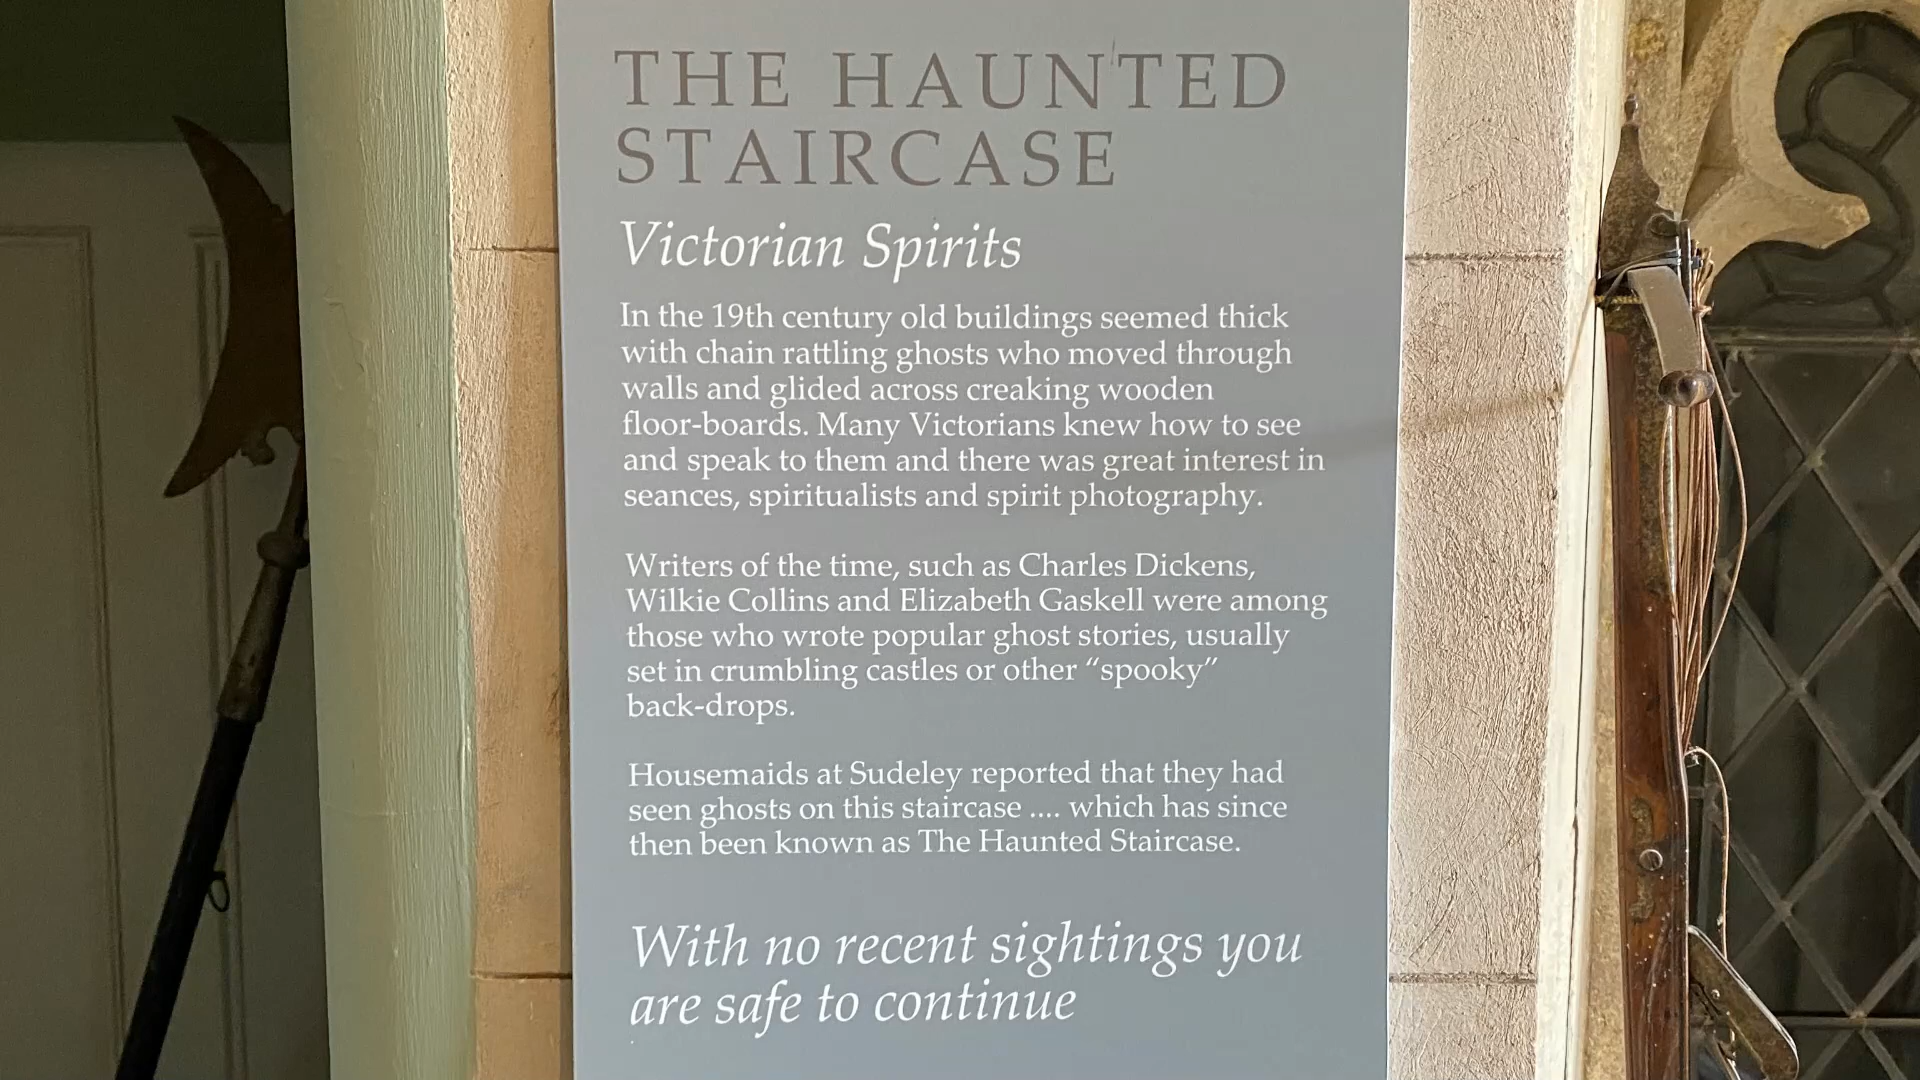 THE HAUNTED
STAIRCASE
Victorian Spirits
In the 19th century old buildings seemed thick
with chain rattling ghosts who moved through
walls and glided across creaking wooden
floor-boards. Many Victorians knew how to see
and speak to them and there was great interest in
seances, spiritualists and spirit photography.
Writers of the time, such as Charles Dickens,
Wilkie Collins and Elizabeth Gaskell were among
those who wrote popular ghost stories, usually
set in crumbling castles or other “spooky”
back-drops.
Housemaids at Sudeley reported that they had
seen ghosts on this staircase .... which has since
then been known as The Haunted Staircase.
With no recent sightings you
are safe to continue